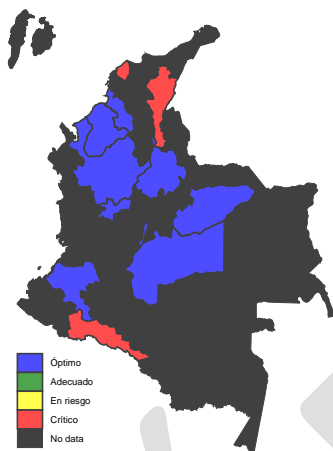 Óptimo
Adecuado
En riesgo
Crítico
No data